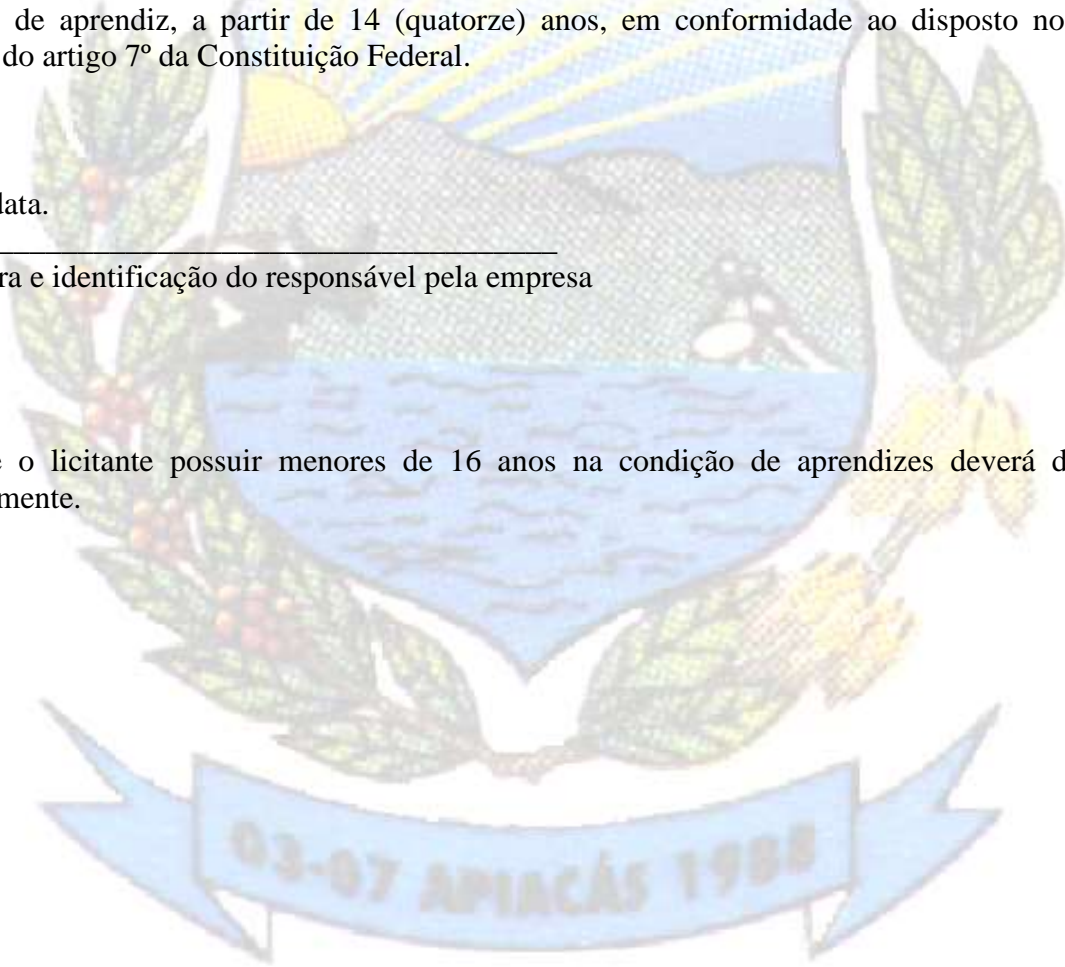 de aprendiz, a partir de 14 (quatorze) anos, em conformidade ao disposto no
do artigo 7º da Constituição Federal.
data.
_____________________________________
ra e identificação do responsável pela empresa
e o licitante possuir menores de 16 anos na condição de aprendizes deverá d
mente.
03-07 APIACÁS 1988